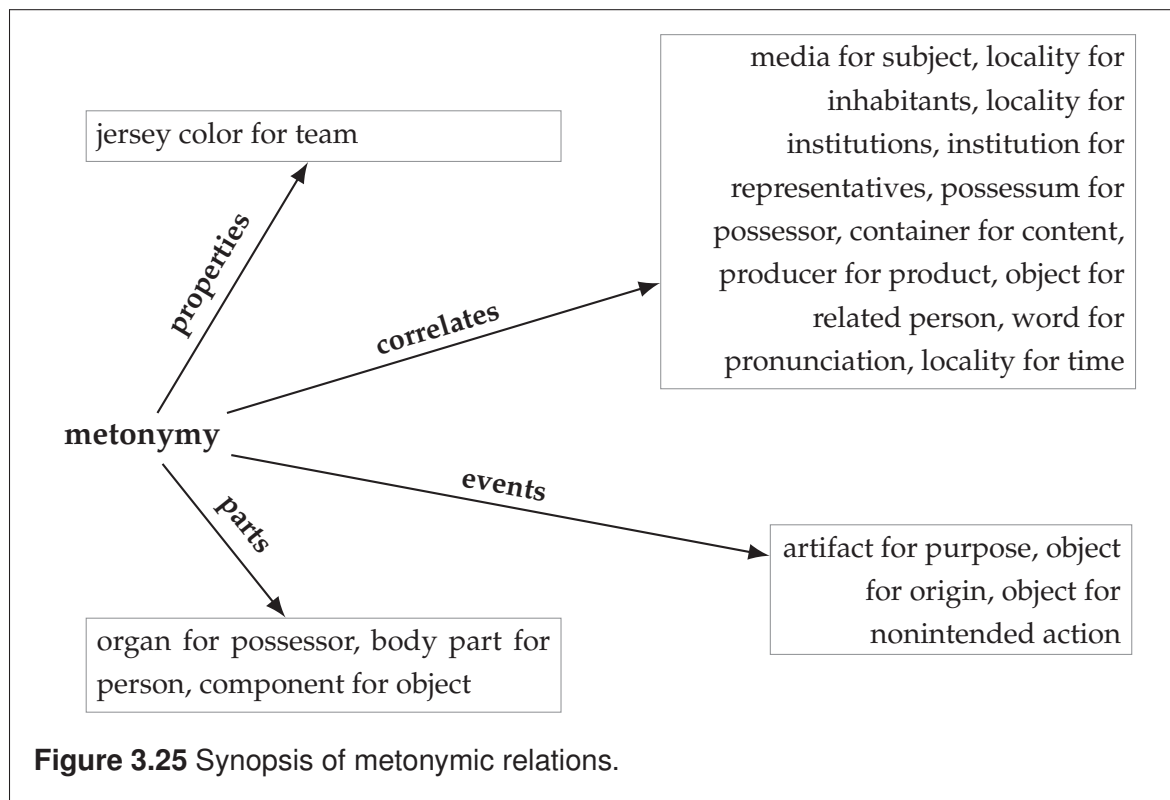 media for subject, locality for
inhabitants, locality for
institutions, institution for
representatives, possessum for
possessor, container for content,
producer for product, object for
related person, word for
pronunciation, locality for time
jersey color for team
properties
correlates
metonymy
events
parts
artifact for purpose, object
for origin, object for
nonintended action
organ for possessor, body part for
person, component for object
Figure 3.25 Synopsis of metonymic relations.